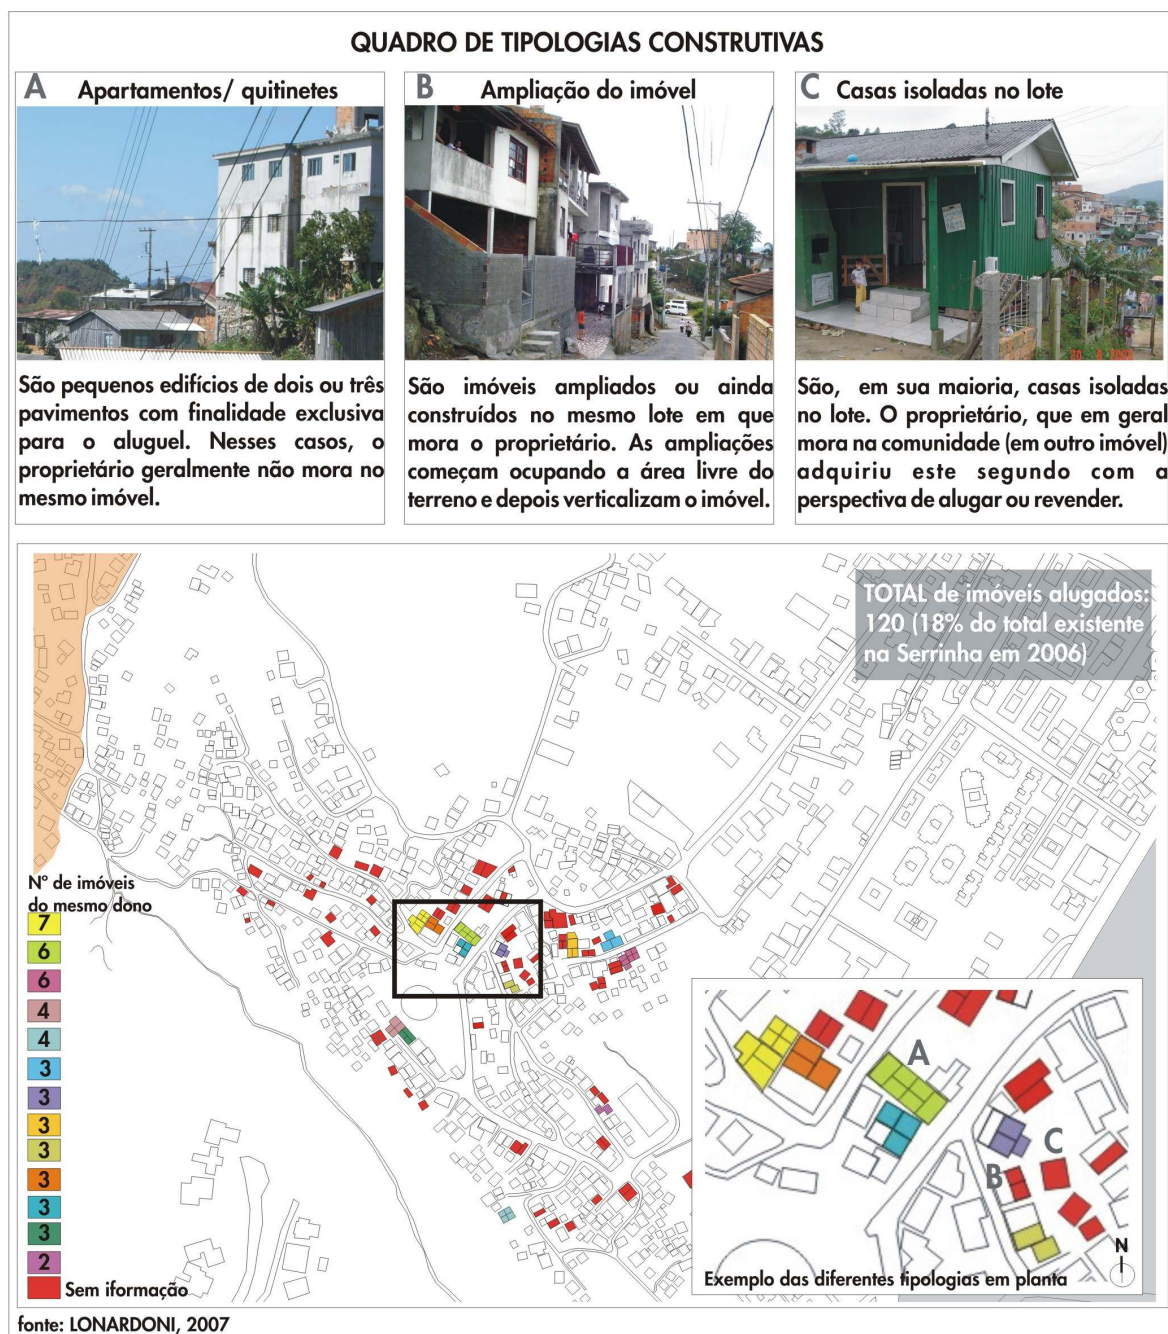 QUADRO DE TIPOLOGIAS CONSTRUTIVAS
A Apartamentos/ quitinetes
São pequenos edifícios de dois ou três
pavimentos com finalidade exclusiva
para o aluguel. Nesses casos, o
proprietário geralmente não mora no
mesmo imóvel.
B Ampliação do imóvel
São imóveis ampliados ou ainda
construídos no mesmo lote em que
mora o proprietário. As ampliações
começam ocupando a área livre do
terreno e depois verticalizam o imóvel.
C Casas isoladas no lote
São, em sua maioria, casas isoladas
no lote. O proprietário, que em geral
mora na comunidade (em outro imóvel)
adquiriu este segundo com a
perspectiva de alugar ou revender.
TOTAL de imóveis alugados:
120 (18% do total existente
na Serrinha em 2006)
Nº de imóveis
do mesmo dono
7
6
6
4
4
3
3
3
3
3
3
3
2
Sem iformação
A
B
C
N
Exemplo das diferentes tipologias em planta
fonte: LONARDONI, 2007